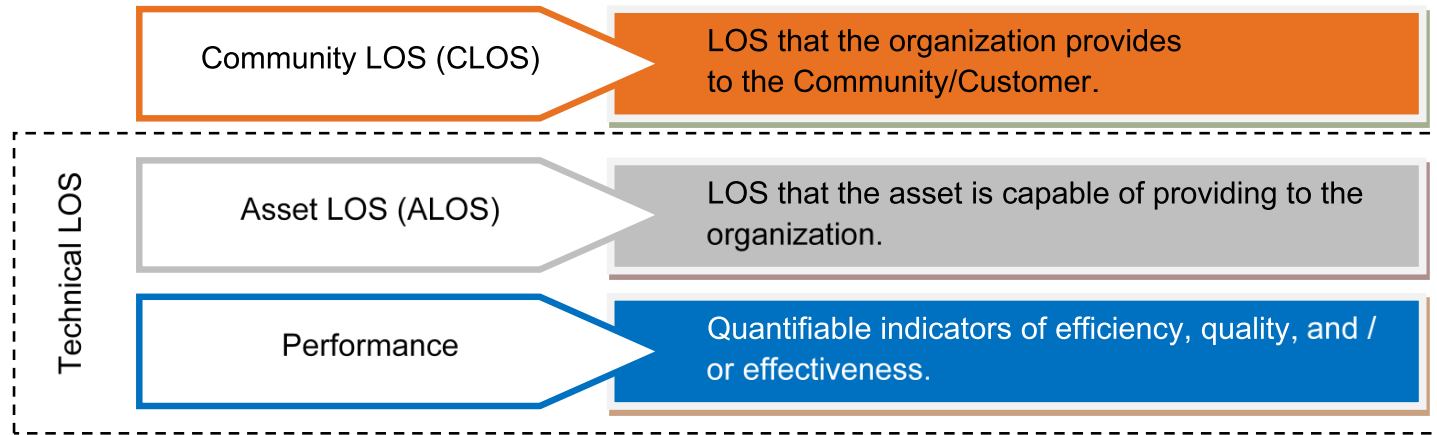 Community LOS (CLOS)
LOS that the organization provides
to the Community/Customer.
Technical LOS
Asset LOS (ALOS)
LOS that the asset is capable of providing to the
organization.
Performance
Quantifiable indicators of efficiency, quality, and /
or effectiveness.